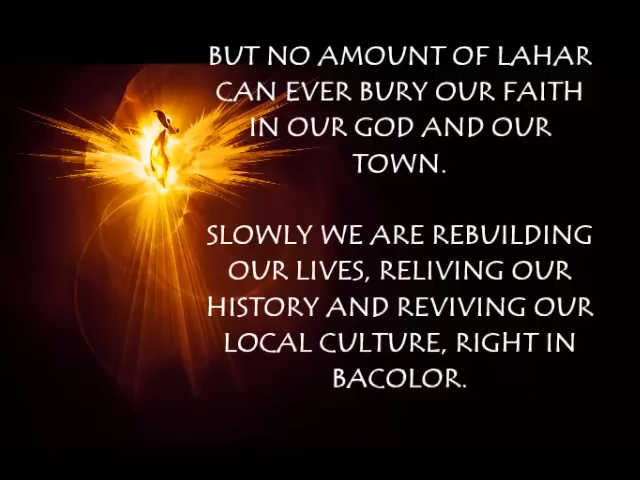 BUT NO AMOUNT OF LAHAR
CAN EVER BURY OUR FAITH
IN OUR GOD AND OUR
TOWN.
SLOWLY WE ARE REBUILDING
OUR LIVES, RELIVING OUR
HISTORY AND REVIVING OUR
LOCAL CULTURE, RIGHT IN
BACOLOR.